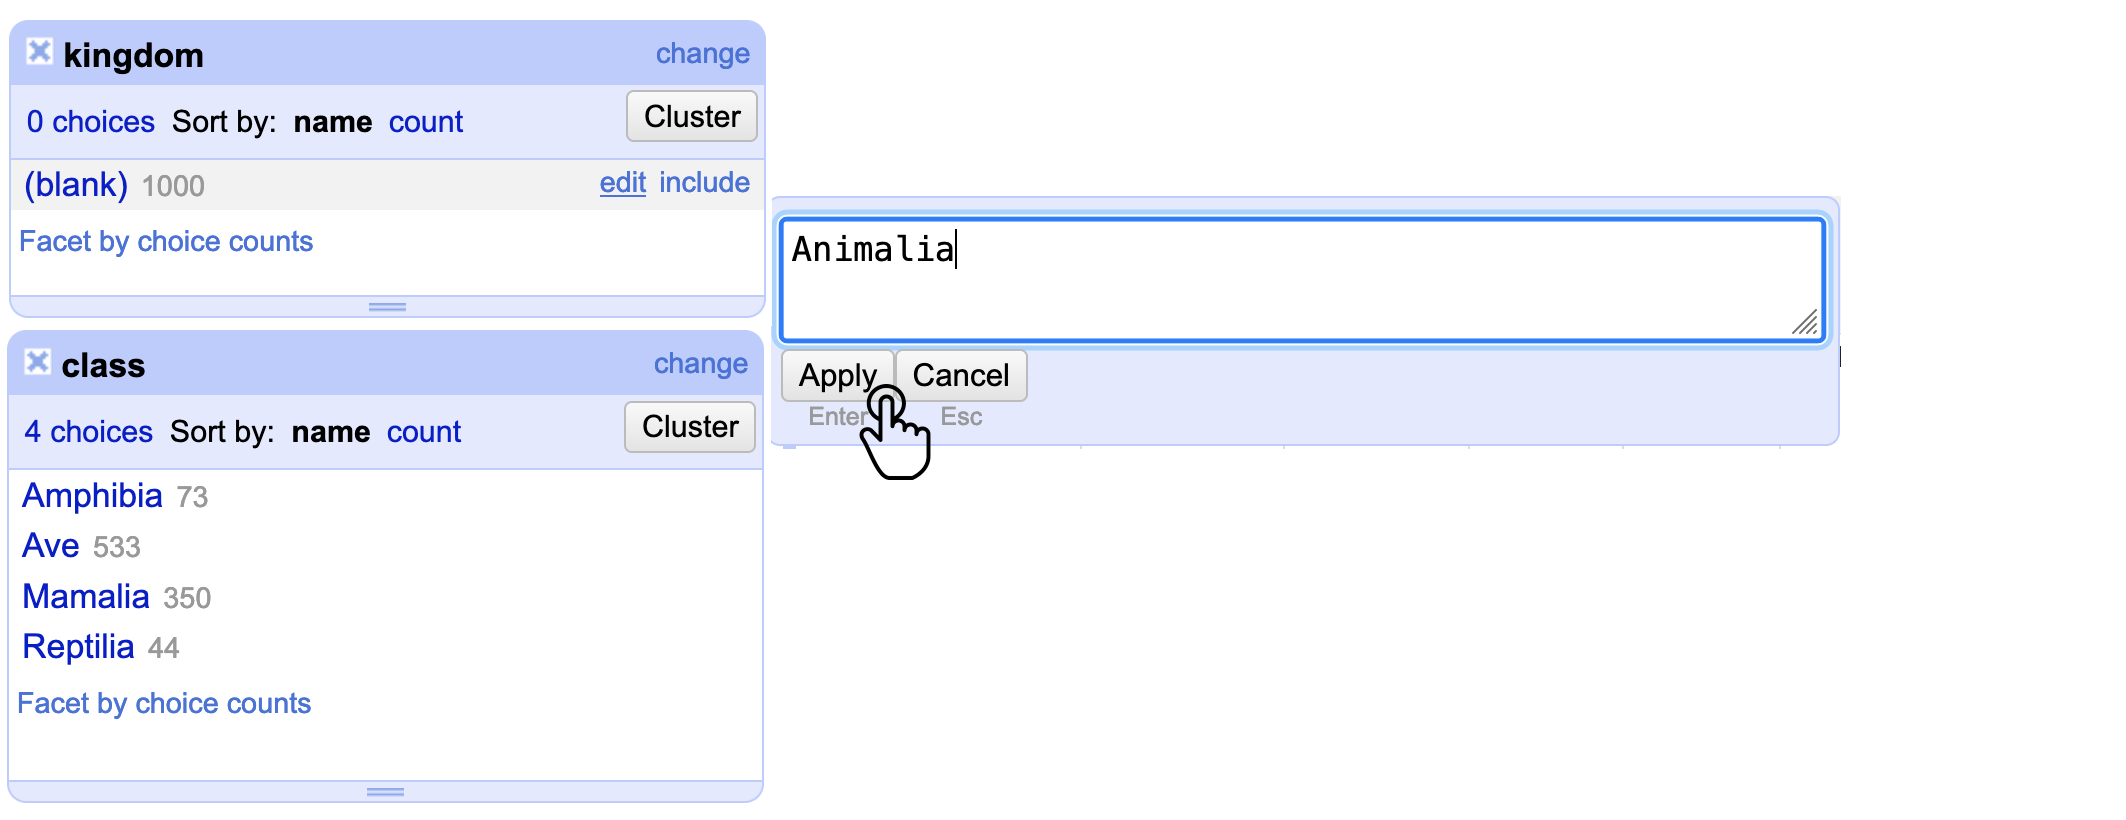 kingdom change
0 choices Sort by: name count Cluster
(blank) 1000 edit include
Facet by choice counts
Animalia
Apply Cancel
Enter Esc
class change
4 choices Sort by: name count Cluster
Amphibia 73
Ave 533
Mamalia 350
Reptilia 44
Facet by choice counts